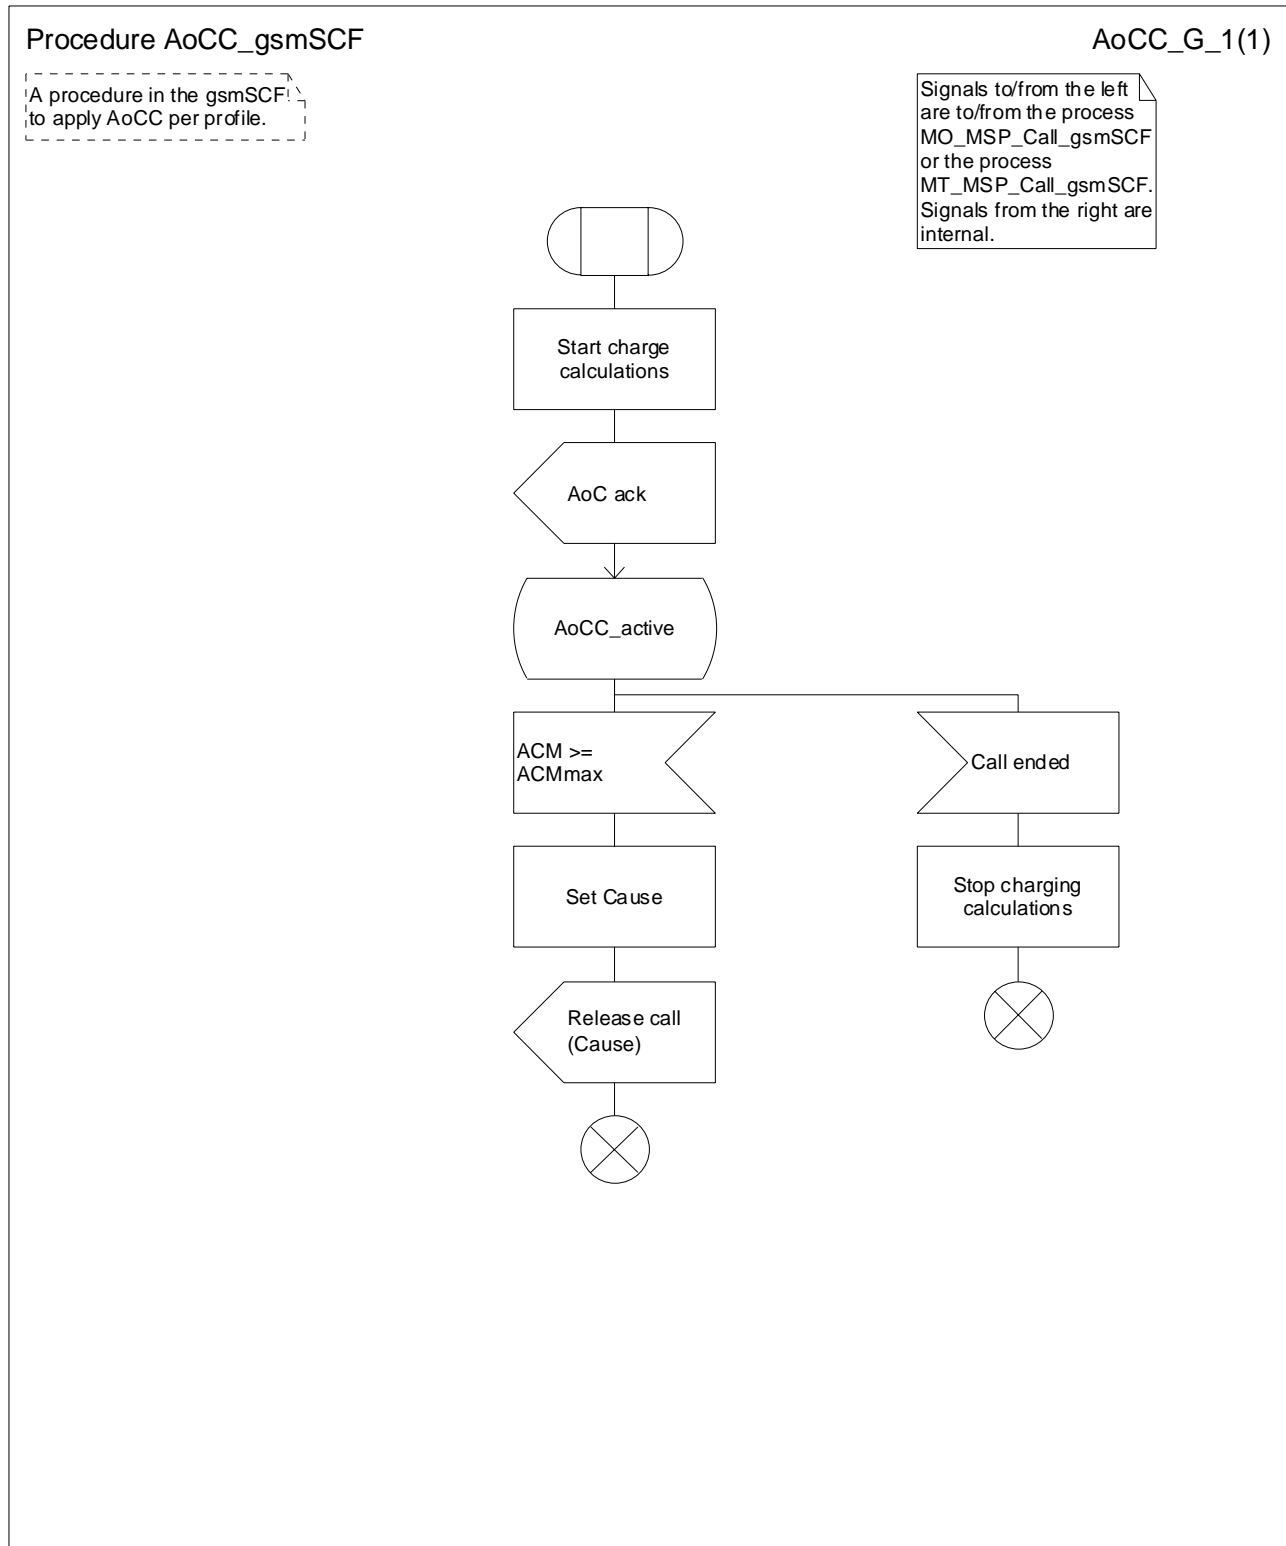 Procedure AoCC_gsmSCF
AoCC_G_1(1)
A procedure in the gsmSCF
to apply AoCC per profile.
Signals to/from the left
are to/from the process
MO_MSP_Call_gsmSCF
or the process
MT_MSP_Call_gsmSCF.
Signals from the right are
internal.
Start charge
calculations
AoC ack
AoCC_active
ACM >=
ACMmax
Call ended
Set Cause
Stop charging
calculations
Release call
(Cause)